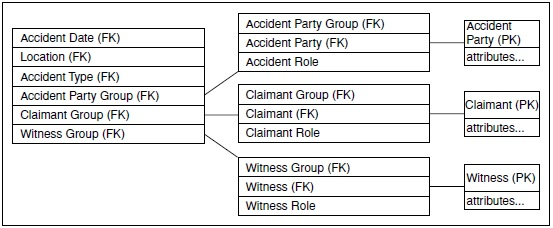 Accident Date (FK)
Location (FK)
Accident Type (FK)
Accident Party Group (FK)
Claimant Group (FK)
Witness Group (FK)
Accident Party Group (FK)
Accident Party (FK)
Accident Role
Claimant Group (FK)
Claimant (FK)
Claimant Role
Witness Group (FK)
Witness (FK)
Witness Role
Accident
Party (PK)
attributes...
Claimant (PK)
attributes...
Witness (PK)
attributes...